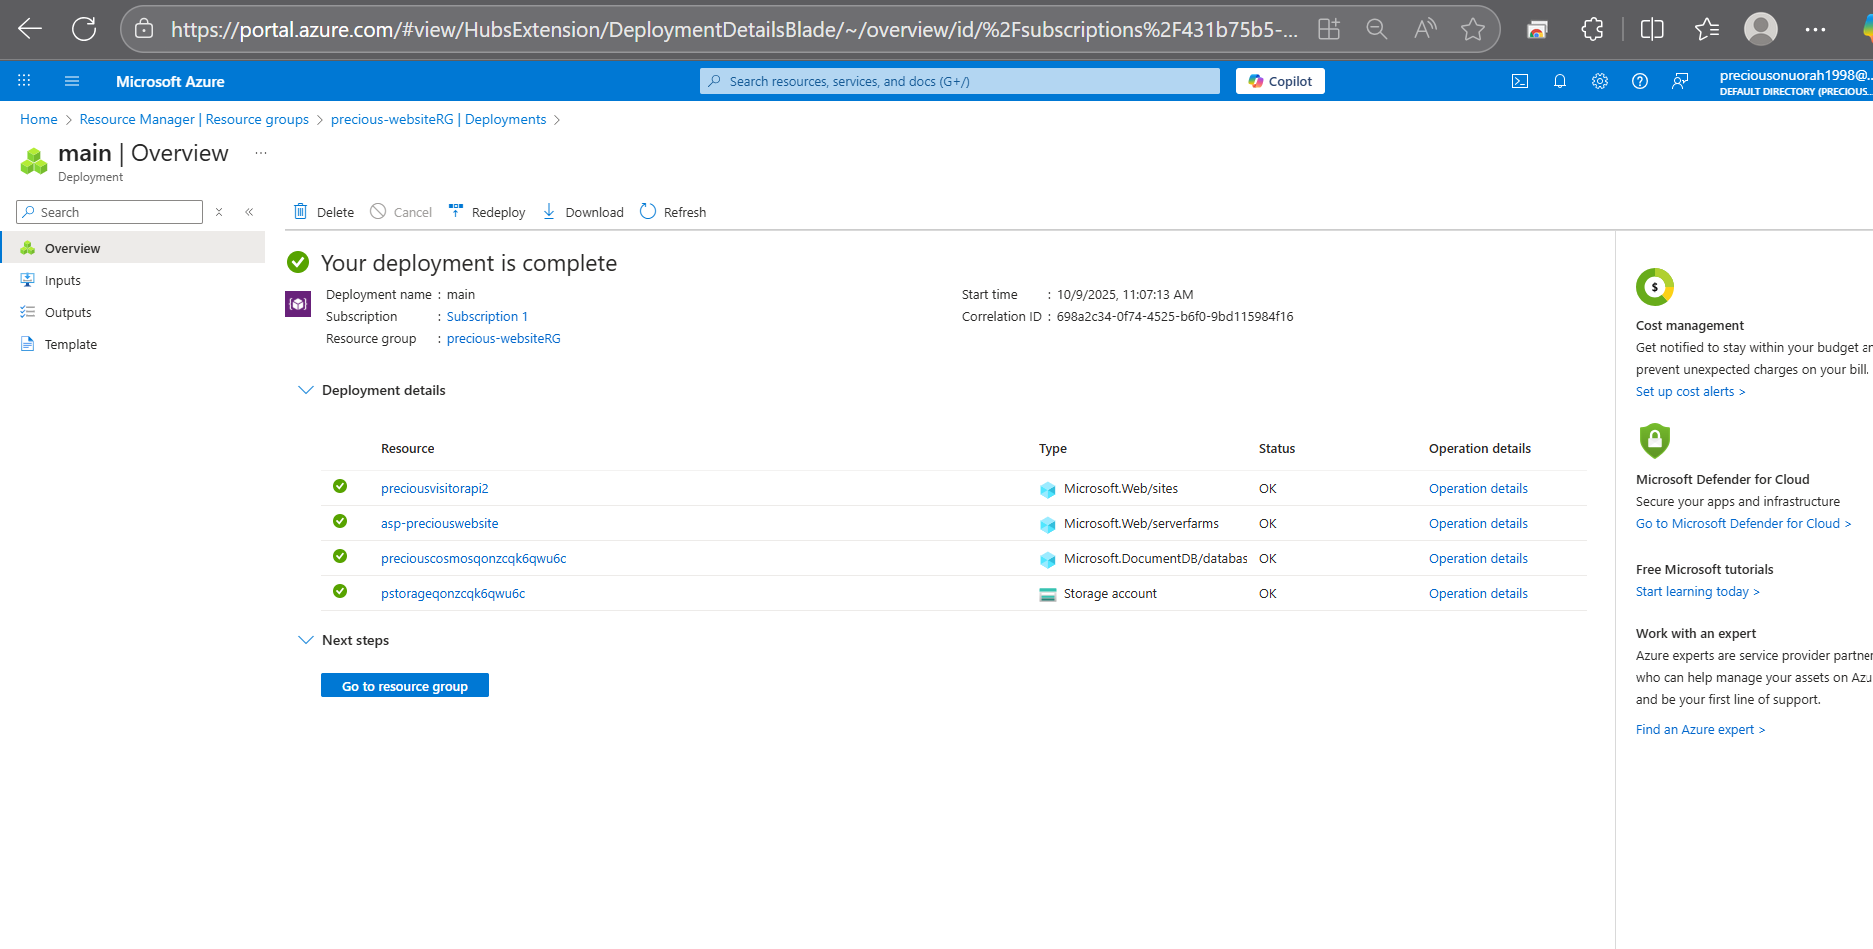 https://portal.azure.com/#view/HubsExtension/DeploymentDetailsBlade/~/overview/id/%2Fsubscriptions%2F431b75b5-...
Microsoft Azure
Search resources, services, and docs (G+/)
Copilot
preciousonuorah1998@...
DEFAULT DIRECTORY (PRECIOUS...
Home > Resource Manager | Resource groups > precious-websiteRG | Deployments >
main | Overview ...
Deployment
Search
Delete Cancel Redeploy Download Refresh
Overview
Inputs
Outputs
Template
Your deployment is complete
Deployment name : main
Subscription : Subscription 1
Resource group : precious-websiteRG
Start time : 10/9/2025, 11:07:13 AM
Correlation ID : 698a2c34-0f74-4525-b6f0-9bd115984f16
Deployment details
Resource Type Status Operation details
preciousvisitorapi2 Microsoft.Web/sites OK Operation details
asp-preciouswebsite Microsoft.Web/serverfarms OK Operation details
preciouscosmosqonzcqk6qwu6c Microsoft.DocumentDB/databas OK Operation details
pstorageqonzcqk6qwu6c Storage account OK Operation details
Next steps
Go to resource group
$
Cost management
Get notified to stay within your budget an
prevent unexpected charges on your bill.
Set up cost alerts >
Microsoft Defender for Cloud
Secure your apps and infrastructure
Go to Microsoft Defender for Cloud >
Free Microsoft tutorials
Start learning today >
Work with an expert
Azure experts are service provider partner
who can help manage your assets on Azu
and be your first line of support.
Find an Azure expert >